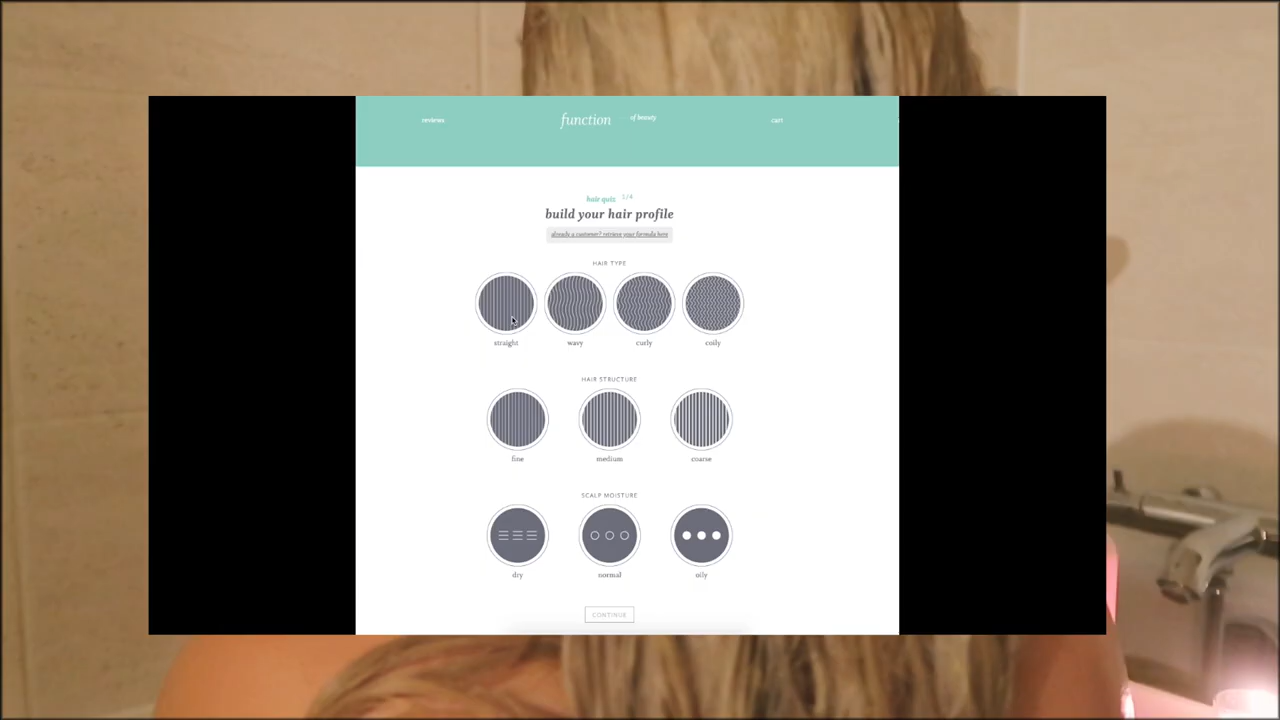 reviews
function of beauty
cart
hair quiz
build your hair profile
already a customer? retrieve your formula here
HAIR TYPE
straight wavy curly coily
HAIR STRUCTURE
fine medium coarse
SCALP MOISTURE
dry normal oily
CONTINUE